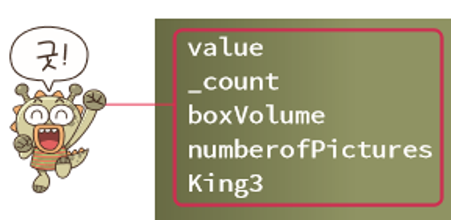 굿!
value
_count
boxVolume
numberofPictures
King3